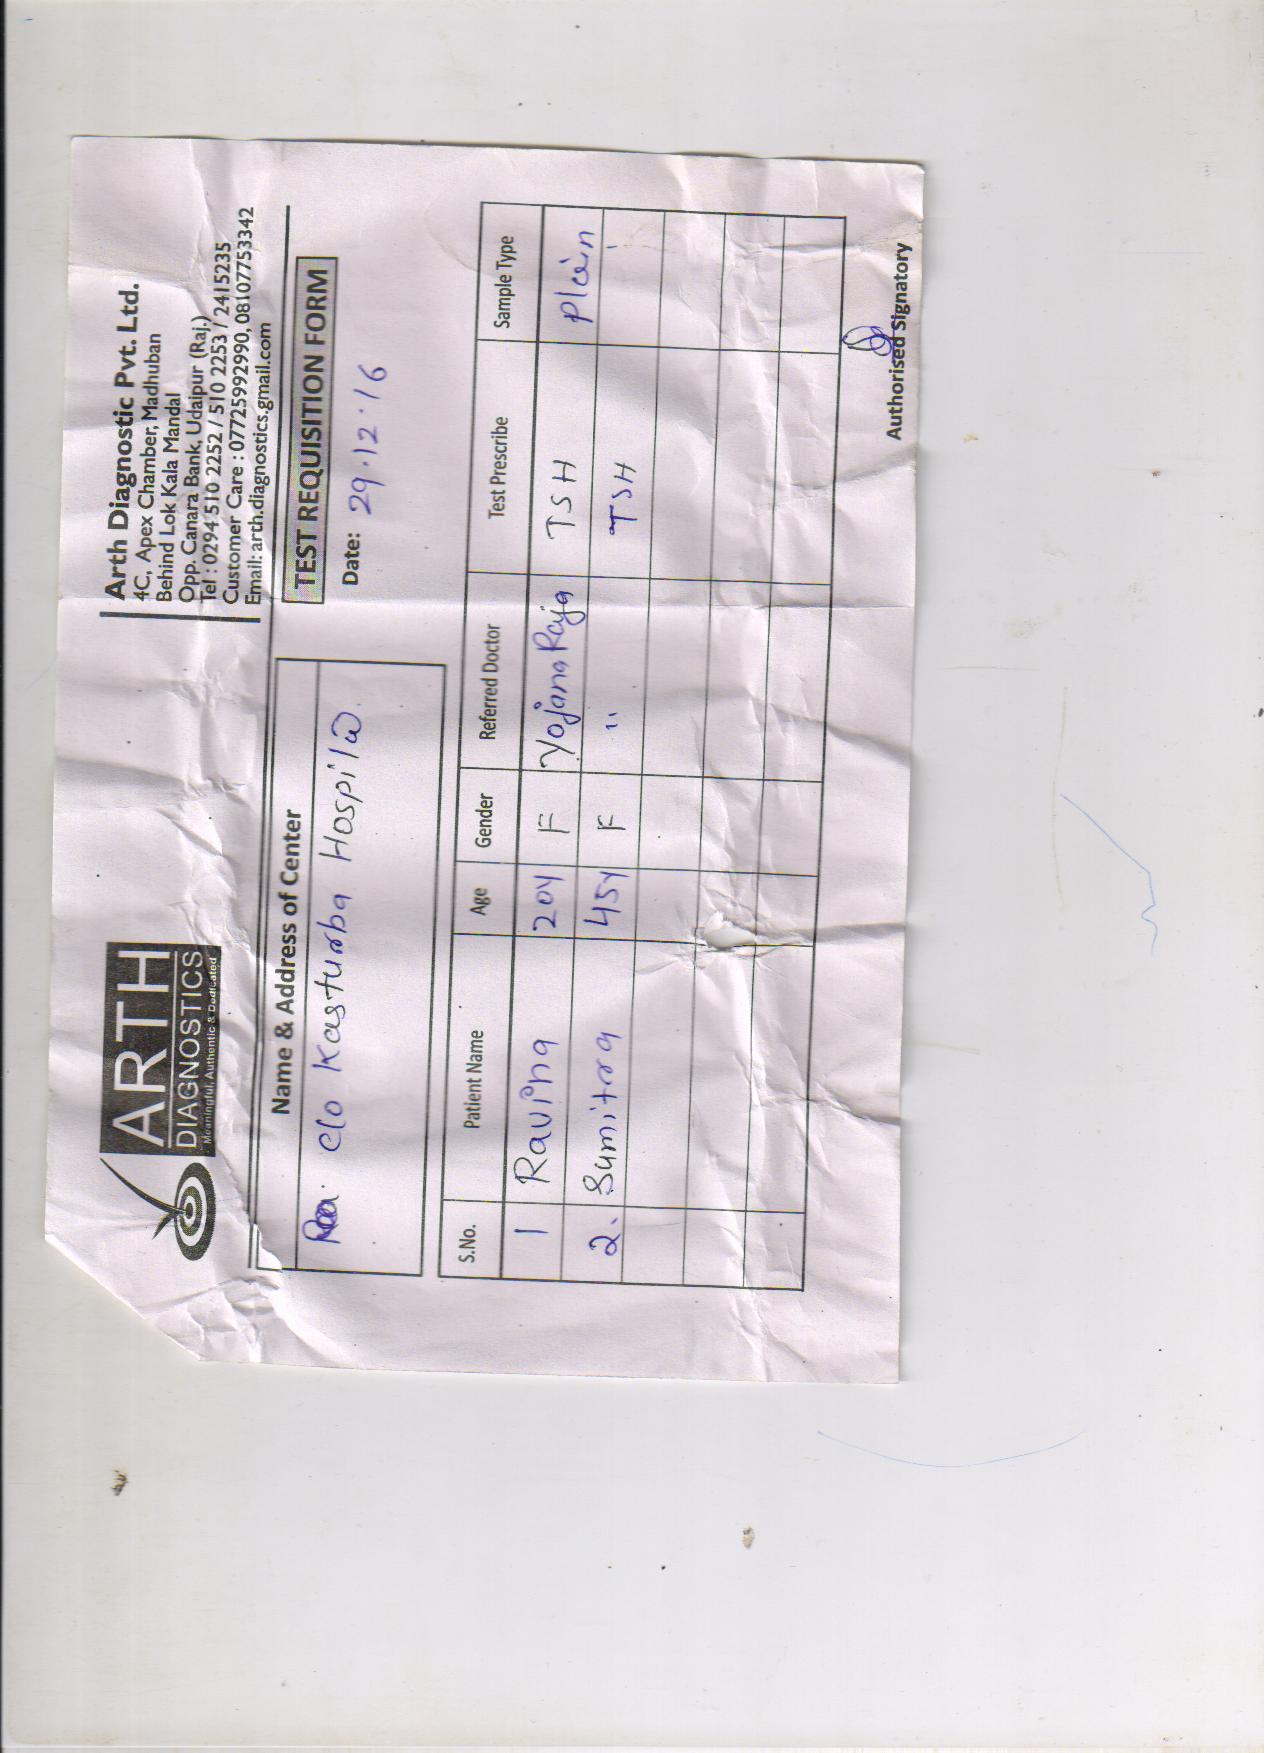 ARTH
DIAGNOSTICS
Meaningful, Authentic & Dedicated
Arth Diagnostic Pvt. Ltd.
4C, Apex Chamber, Madhuban
Behind Lok Kala Mandal
Opp. Canara Bank, Udaipur (Raj.)
Tel : 0294 510 2252 / 510 2253 / 2415235
Customer Care : 07725992990, 08107753342
Email: arth.diagnostics.gmail.com
Name & Address of Center
C/o Kasturba Hospital
TEST REQUISITION FORM
Date: 29.12.16
S.No. Patient Name Age Gender Referred Doctor Test Prescribe Sample Type
1 Ravina 20Y F Yojana Raja TSH Plain
2. Sumitra 45Y F " TSH "
Authorised Signatory